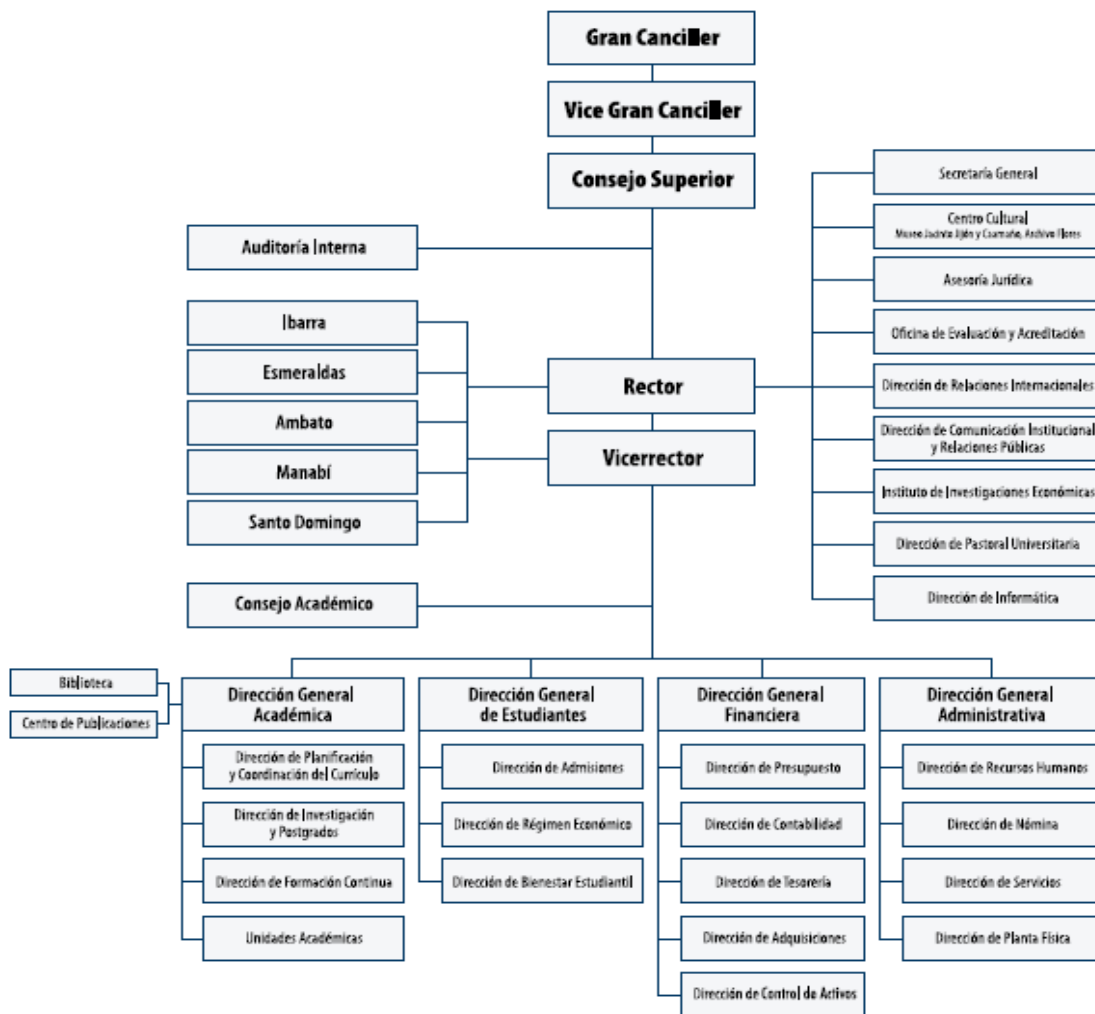 Gran Canciller
Vice Gran Canciller
Consejo Superior
Auditoría Interna
Ibarra
Esmeraldas
Ambato
Manabí
Santo Domingo
Rector
Vicerrector
Consejo Académico
Secretaría General
Centro Cultural
Museo Jacinto Jijón y Caamaño, Archivo Flores
Asesoría Jurídica
Oficina de Evaluación y Acreditación
Dirección de Relaciones Internacionales
Dirección de Comunicación Institucional
y Relaciones Públicas
Instituto de Investigaciones Económicas
Dirección de Pastoral Universitaria
Dirección de Informática
Biblioteca
Centro de Publicaciones
Dirección General
Académica
Dirección de Planificación
y Coordinación del Currículo
Dirección de Investigación
y Postgrados
Dirección de Formación Continua
Unidades Académicas
Dirección General
de Estudiantes
Dirección de Admisiones
Dirección de Régimen Económico
Dirección de Bienestar Estudiantil
Dirección General
Financiera
Dirección de Presupuesto
Dirección de Contabilidad
Dirección de Tesorería
Dirección de Adquisiciones
Dirección de Control de Activos
Dirección General
Administrativa
Dirección de Recursos Humanos
Dirección de Nómina
Dirección de Servicios
Dirección de Planta Física